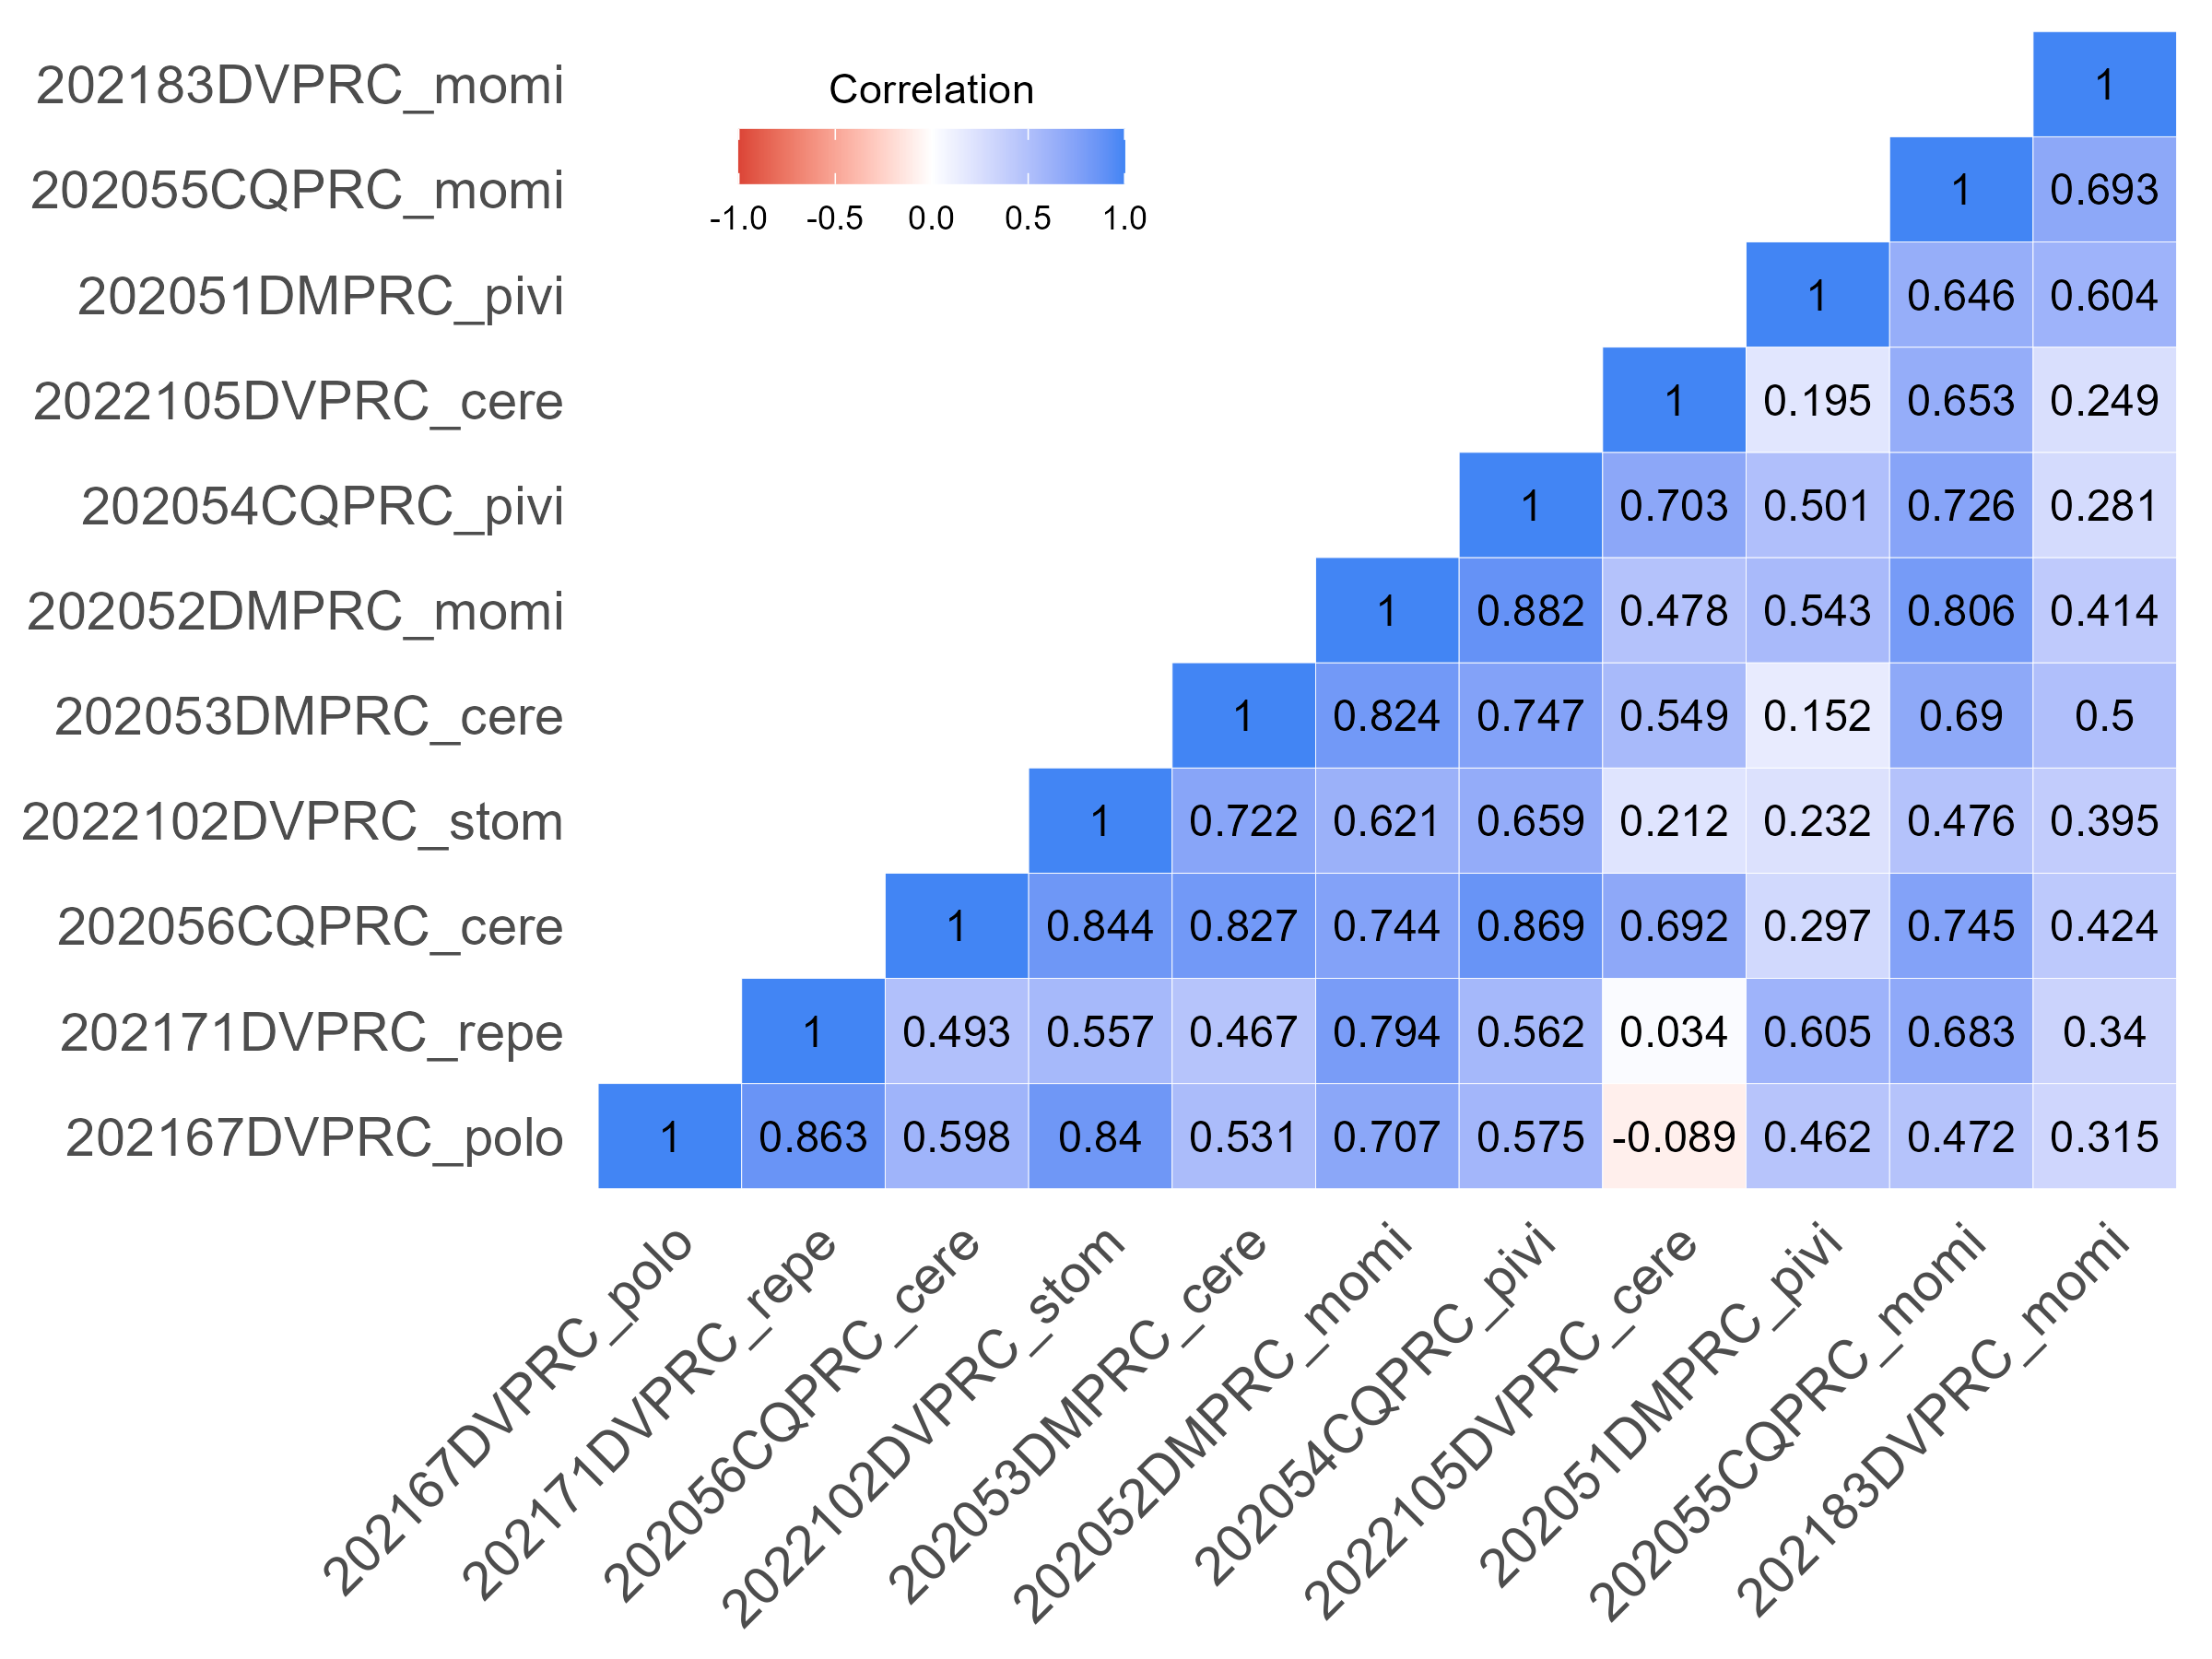 Correlation
-1.0 -0.5 0.0 0.5 1.0
202183DVPRC_momi 1
202055CQPRC_momi 1 0.693
202051DMPRC_pivi 1 0.646 0.604
2022105DVPRC_cere 1 0.195 0.653 0.249
202054CQPRC_pivi 1 0.703 0.501 0.726 0.281
202052DMPRC_momi 1 0.882 0.478 0.543 0.806 0.414
202053DMPRC_cere 1 0.824 0.747 0.549 0.152 0.69 0.5
2022102DVPRC_stom 1 0.722 0.621 0.659 0.212 0.232 0.476 0.395
202056CQPRC_cere 1 0.844 0.827 0.744 0.869 0.692 0.297 0.745 0.424
202171DVPRC_repe 1 0.493 0.557 0.467 0.794 0.562 0.034 0.605 0.683 0.34
202167DVPRC_polo 1 0.863 0.598 0.84 0.531 0.707 0.575 -0.089 0.462 0.472 0.315
202167DVPRC_polo
202171DVPRC_repe
202056CQPRC_cere
2022102DVPRC_stom
202053DMPRC_cere
202052DMPRC_momi
202054CQPRC_pivi
2022105DVPRC_cere
202051DMPRC_pivi
202055CQPRC_momi
202183DVPRC_momi